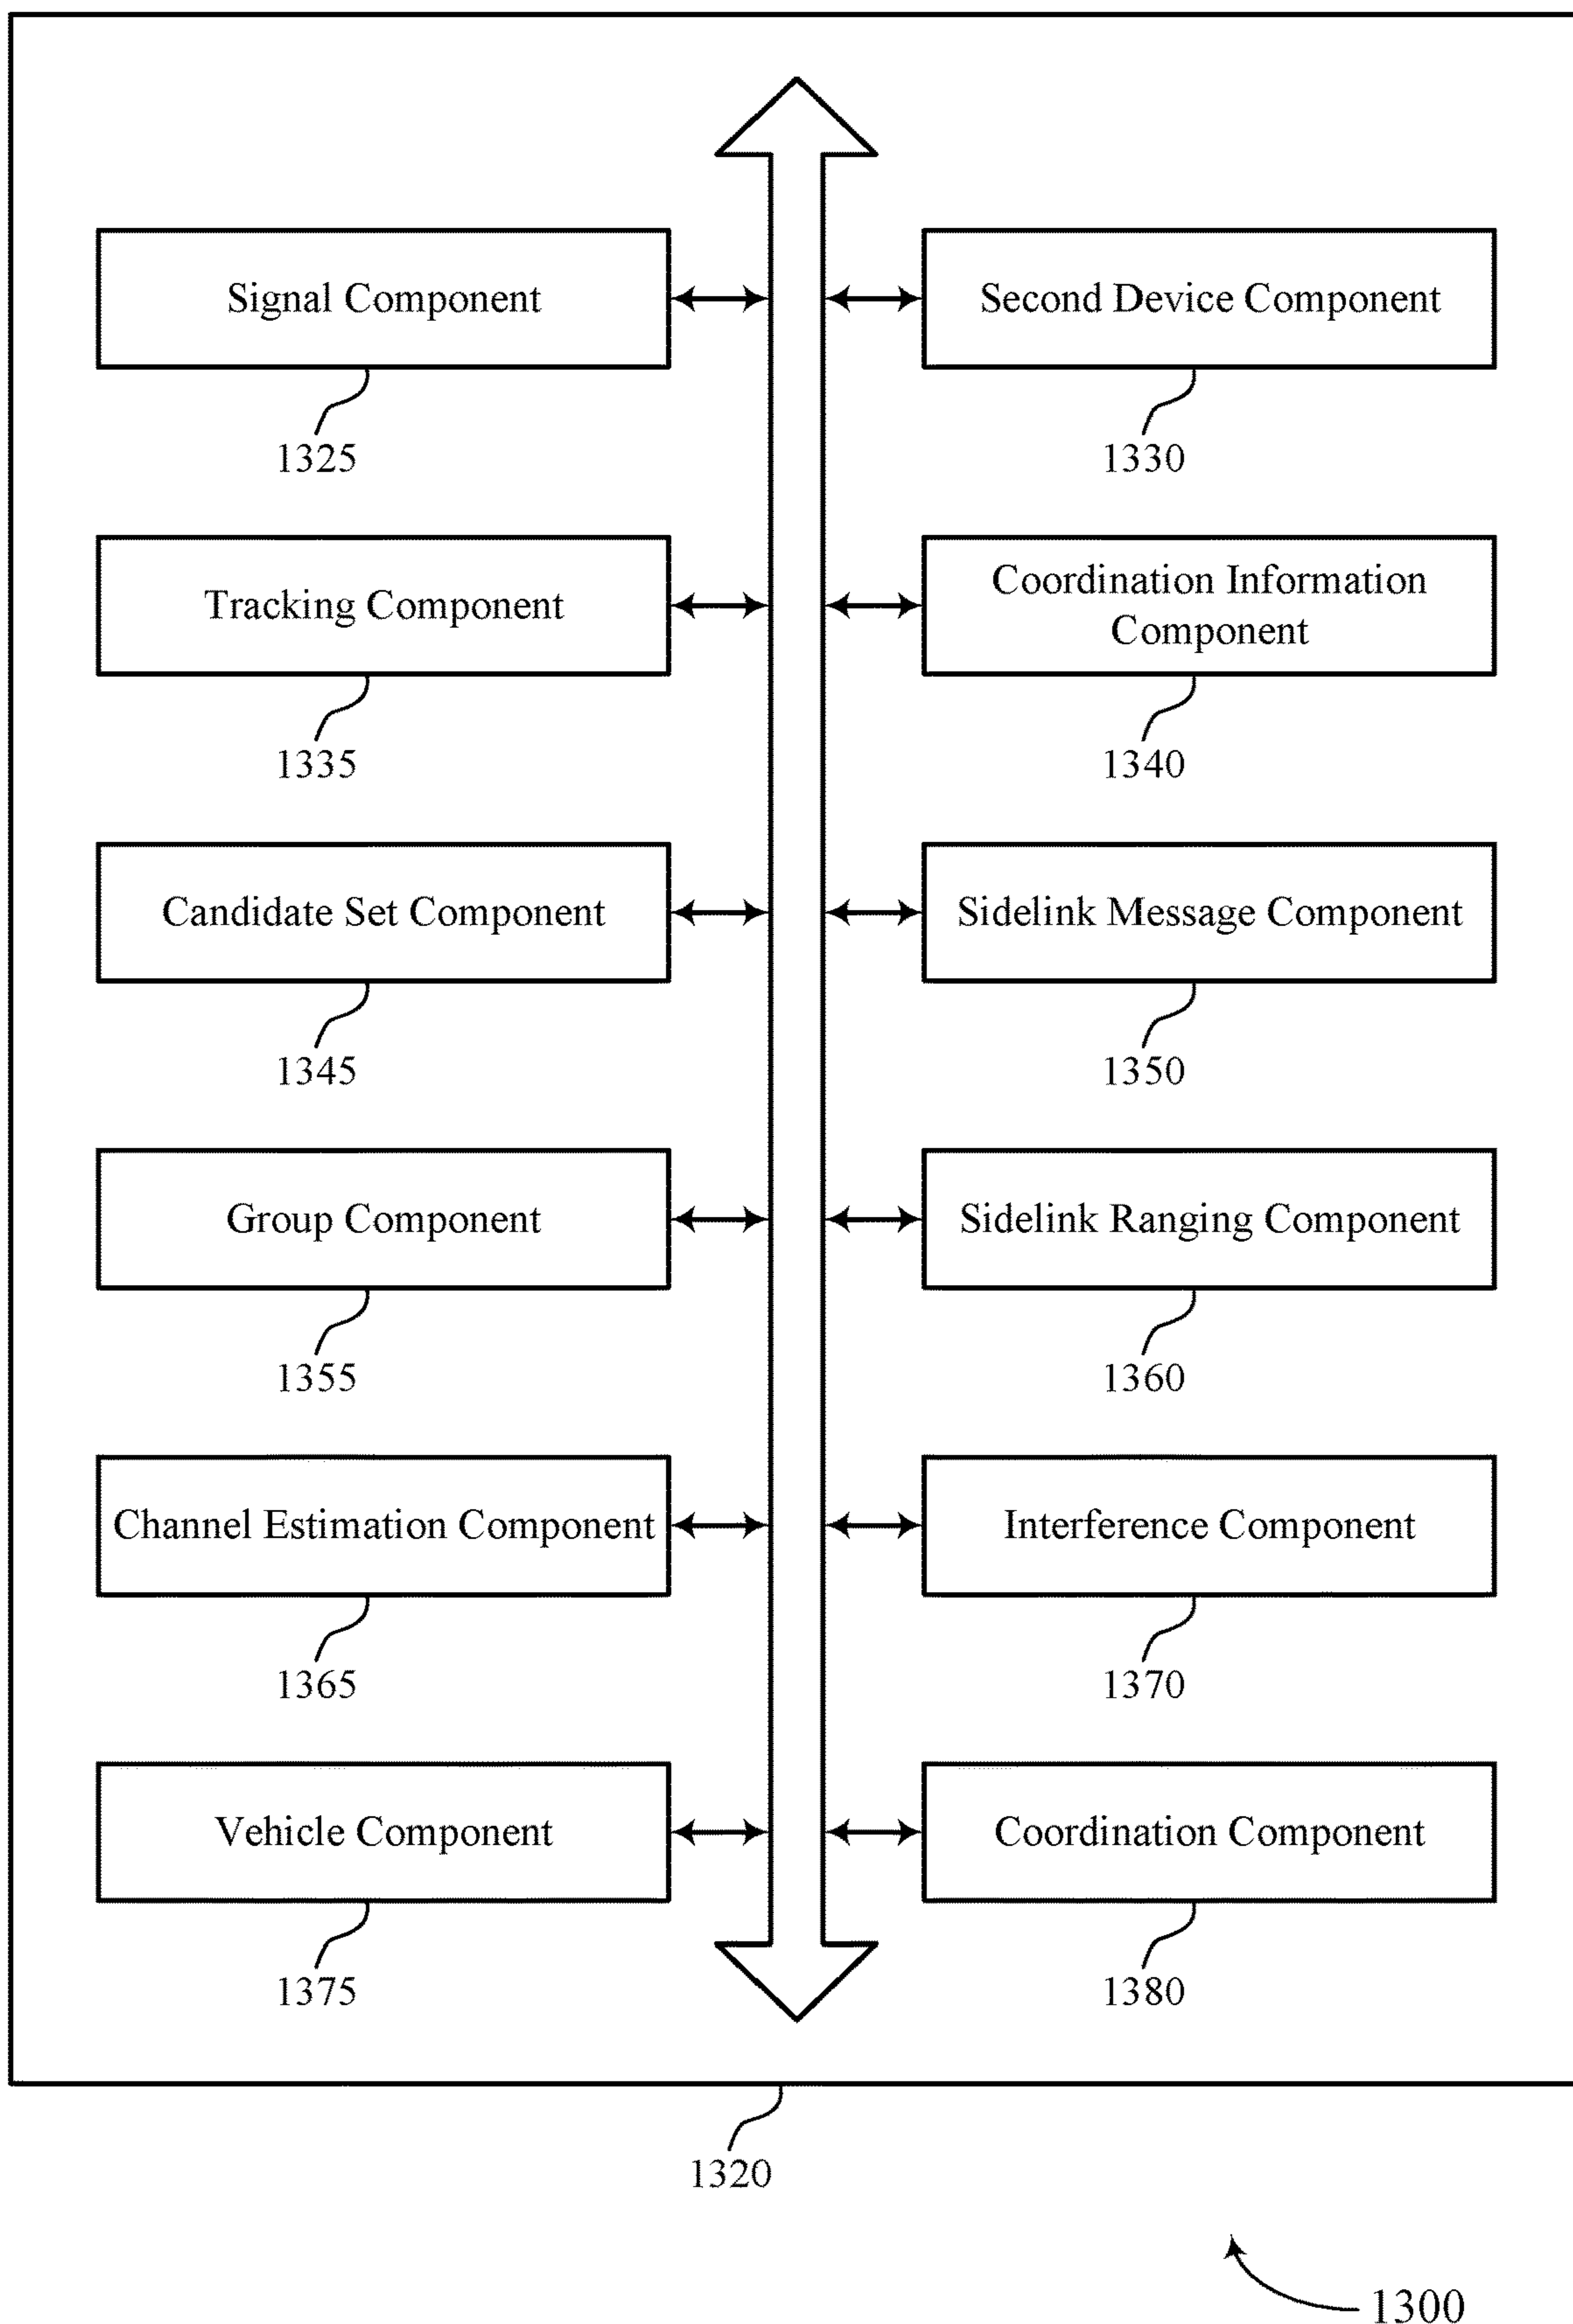 Signal Component
Second Device Component
1325
1330
Tracking Component
Coordination Information
Component
1335
1340
Candidate Set Component
Sidelink Message Component
1345
1350
Group Component
Sidelink Ranging Component
1355
1360
Channel Estimation Component
Interference Component
1365
1370
Vehicle Component
Coordination Component
1375
1380
1320
1300